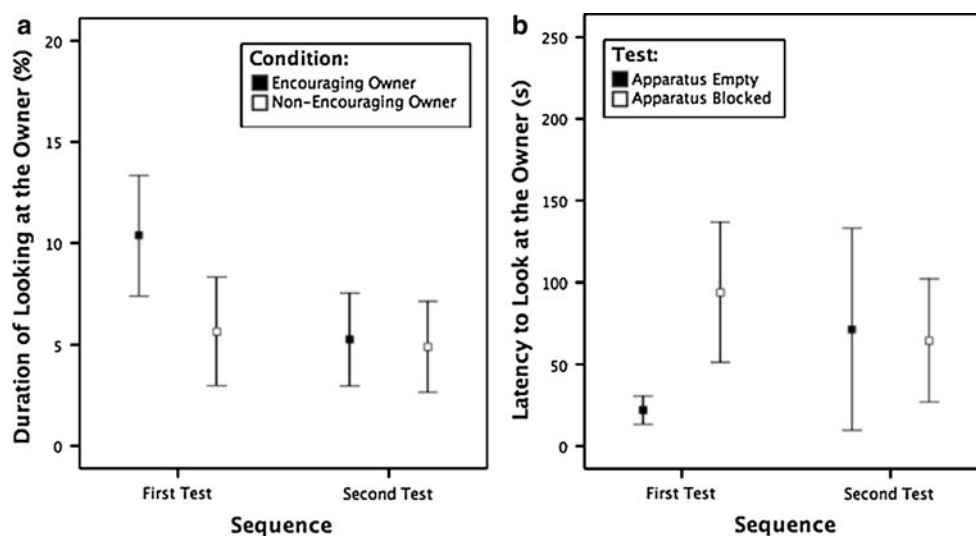 a
Duration of Looking at the Owner (%)
20
15
10
5
0
Condition:
Encouraging Owner
Non-Encouraging Owner
First Test
Second Test
Sequence
b
Latency to Look at the Owner (s)
250
200
150
100
50
0
Test:
Apparatus Empty
Apparatus Blocked
First Test
Second Test
Sequence